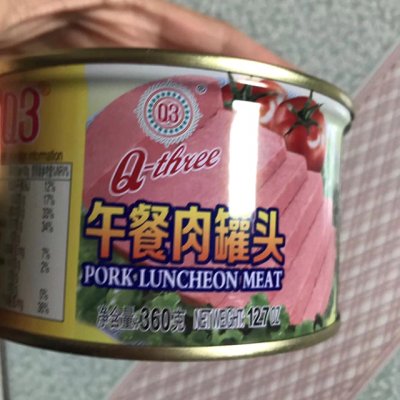 Q3®
Q3 ®
Q-three
午餐肉罐头
PORK LUNCHEON MEAT
净含量:360克 NET WEIGHT:12.7 OZ
information